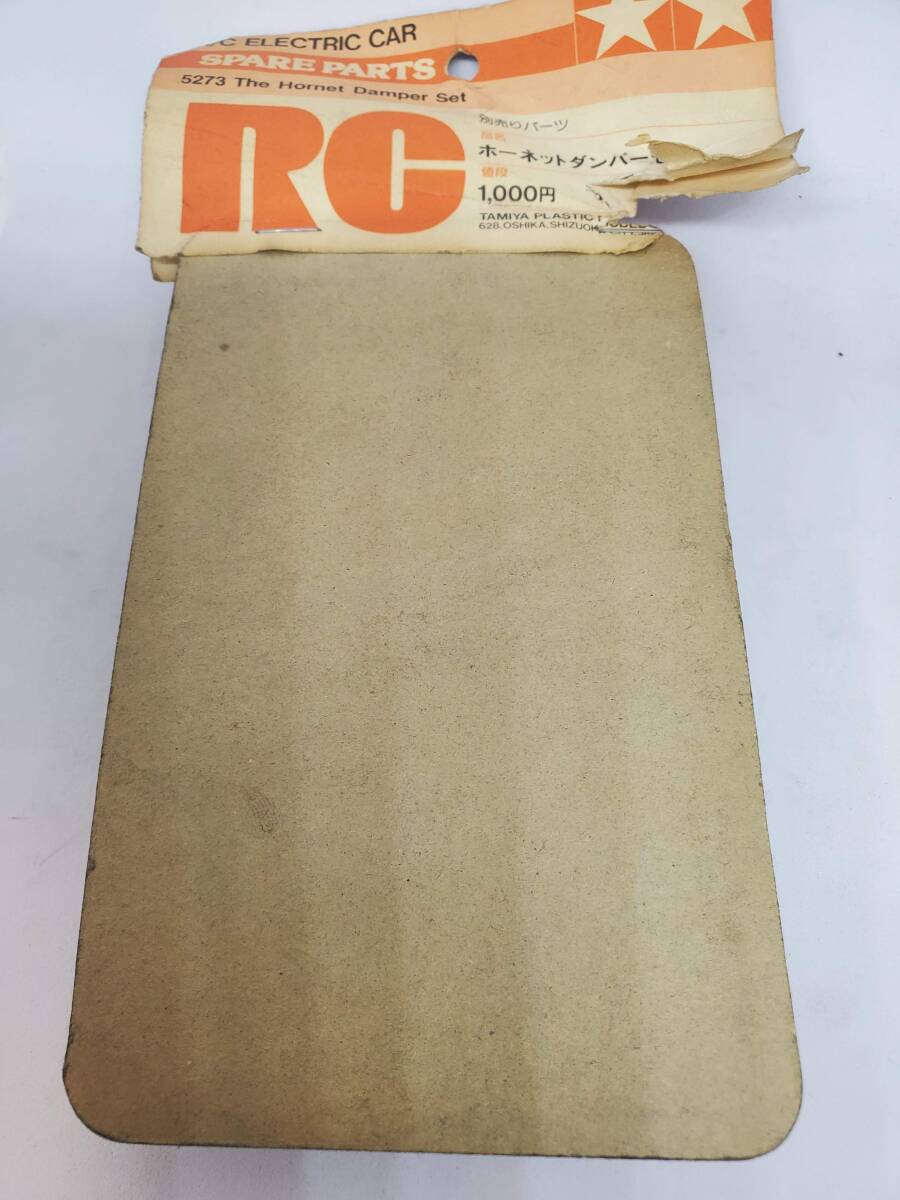 ELECTRIC CAR
SPARE PARTS
5273 The Hornet Damper Set
RC
別売りパーツ
品名
ホーネットダンパー
値段
1,000円
TAMIYA PLASTIC
628, OSHIKA, SHIZUOK